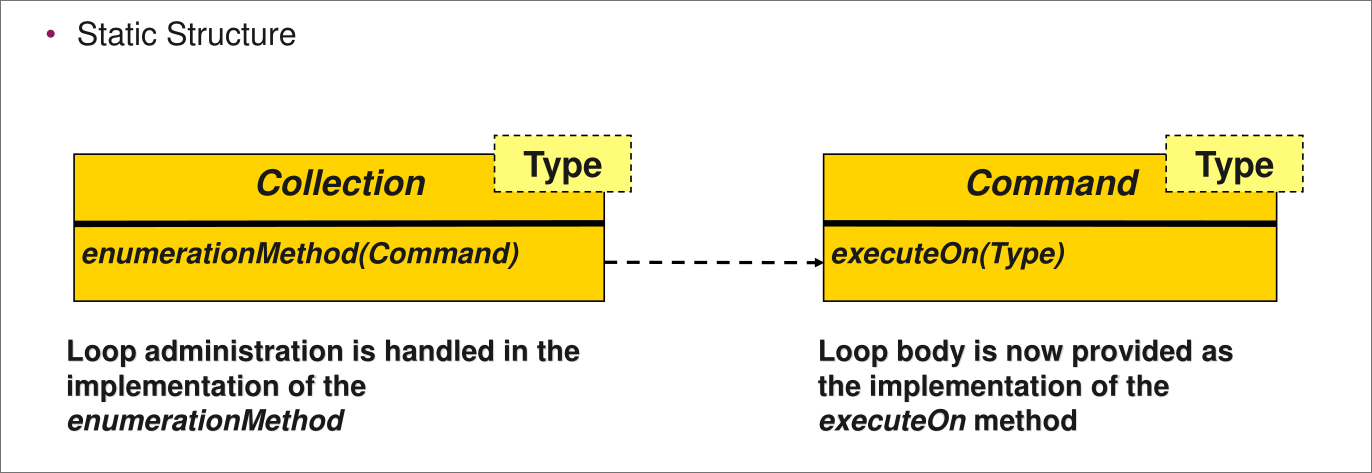 • Static Structure
Type
Collection
enumerationMethod(Command)
Type
Command
executeOn(Type)
Loop administration is handled in the
implementation of the
enumerationMethod
Loop body is now provided as
the implementation of the
executeOn method